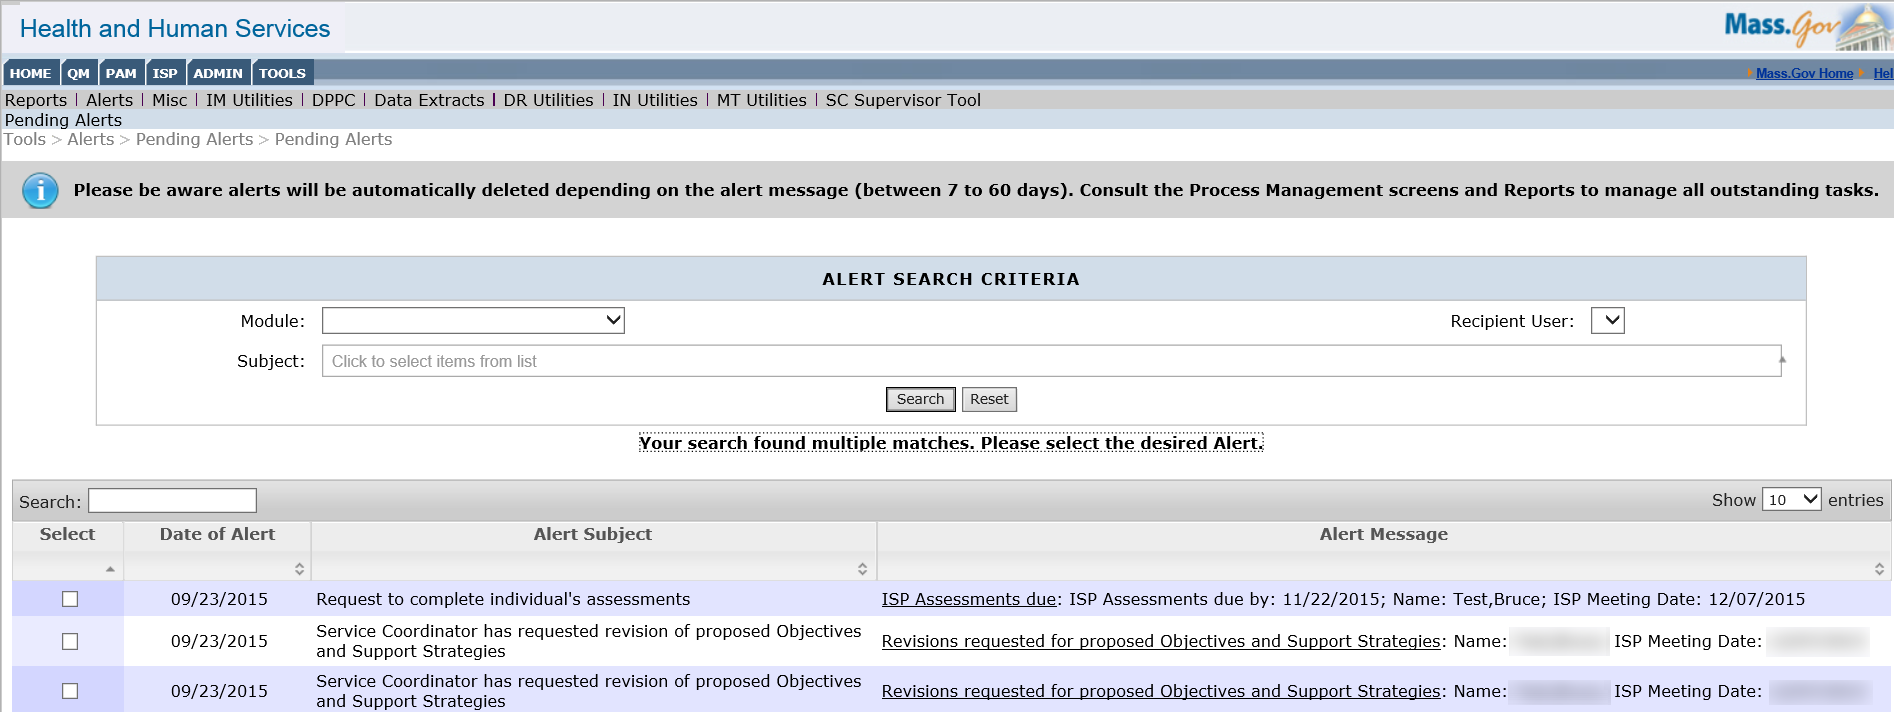 Health and Human Services
Mass.Gov
HOME QM PAM ISP ADMIN TOOLS
Mass.Gov Home Hel
Reports | Alerts | Misc | IM Utilities | DPPC | Data Extracts | DR Utilities | IN Utilities | MT Utilities | SC Supervisor Tool
Pending Alerts
Tools > Alerts > Pending Alerts > Pending Alerts
Please be aware alerts will be automatically deleted depending on the alert message (between 7 to 60 days). Consult the Process Management screens and Reports to manage all outstanding tasks.
ALERT SEARCH CRITERIA
Module: Recipient User:
Subject: Click to select items from list
Search Reset
Your search found multiple matches. Please select the desired Alert.
Search: Show 10 entries
Select Date of Alert Alert Subject Alert Message
09/23/2015 Request to complete individual's assessments ISP Assessments due: ISP Assessments due by: 11/22/2015; Name: Test,Bruce; ISP Meeting Date: 12/07/2015
Service Coordinator has requested revision of proposed Objectives
09/23/2015 and Support Strategies Revisions requested for proposed Objectives and Support Strategies: Name: ISP Meeting Date:
Service Coordinator has requested revision of proposed Objectives
09/23/2015 and Support Strategies Revisions requested for proposed Objectives and Support Strategies: Name: ISP Meeting Date: